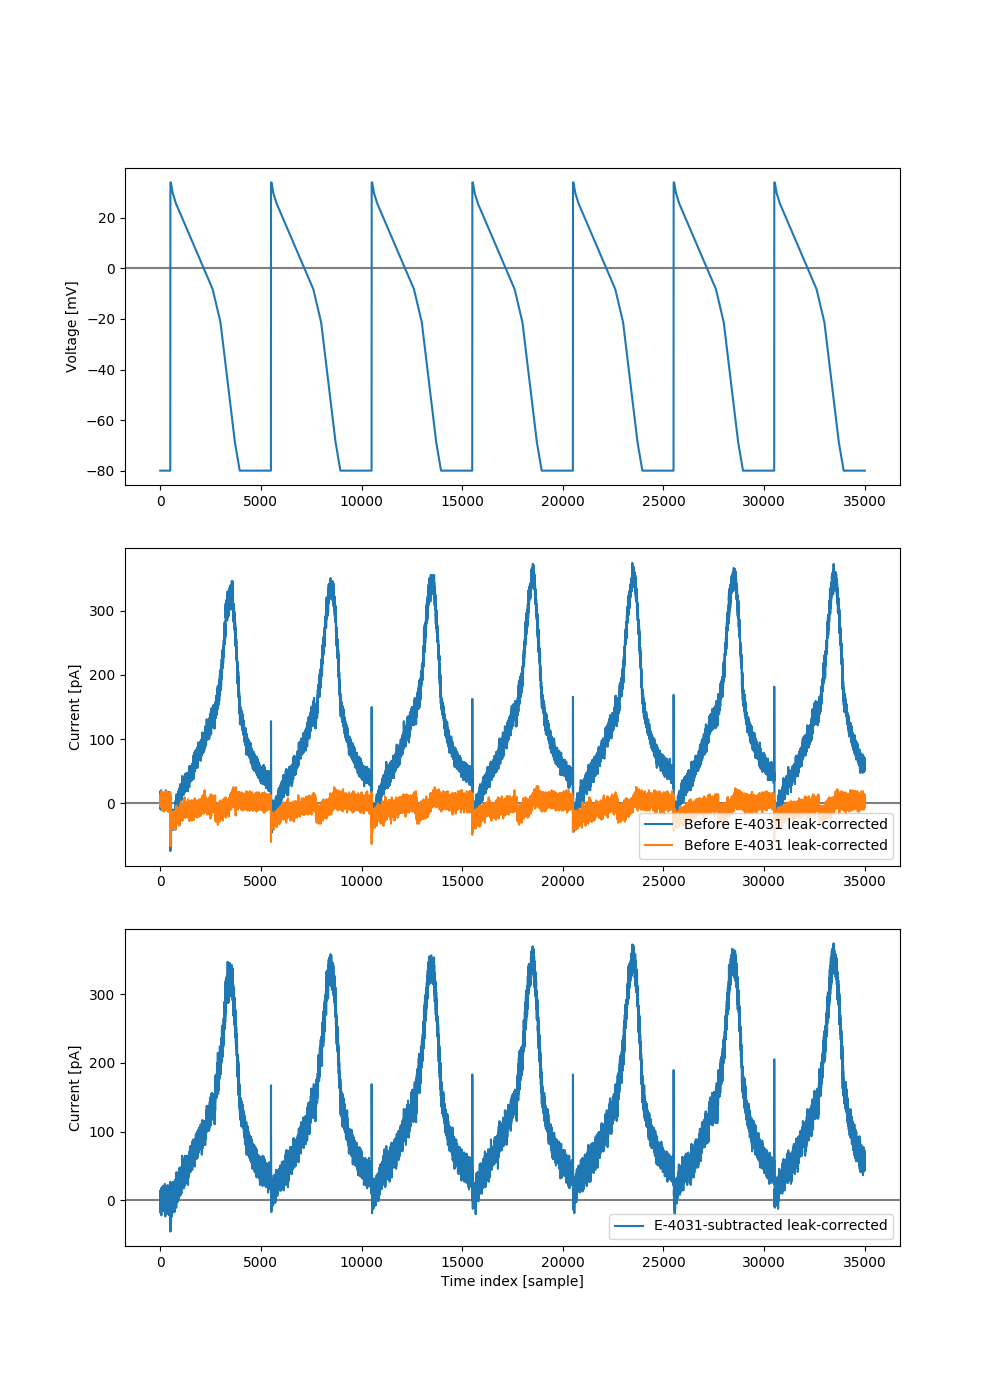 20
0
−20
−40
−60
−80
Voltage [mV]
0 5000 10000 15000 20000 25000 30000 35000
300
200
100
0
Current [pA]
Before E-4031 leak-corrected
Before E-4031 leak-corrected
0 5000 10000 15000 20000 25000 30000 35000
300
200
100
0
Current [pA]
E-4031-subtracted leak-corrected
0 5000 10000 15000 20000 25000 30000 35000
Time index [sample]